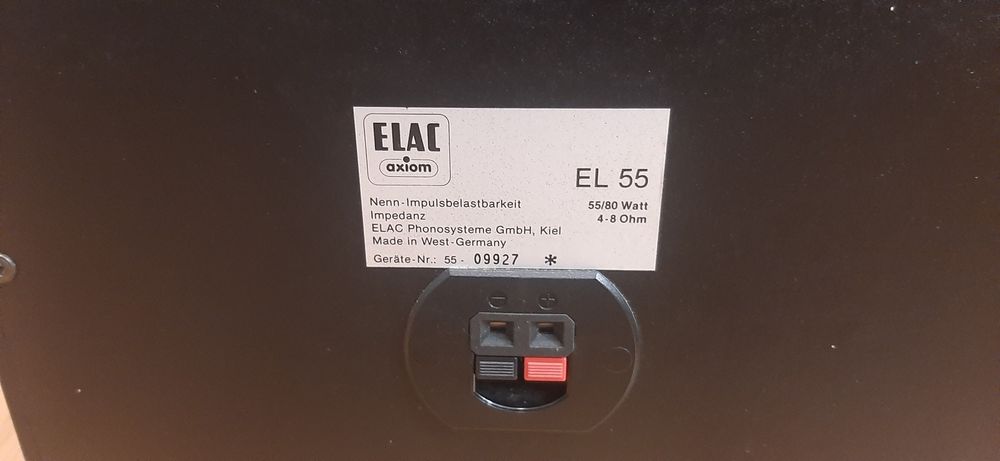 ELAC
axiom
EL 55
Nenn-Impulsbelastbarkeit 55/80 Watt
Impedanz 4-8 Ohm
ELAC Phonosysteme GmbH, Kiel
Made in West-Germany
Geräte-Nr.: 55- 09927 *
- +